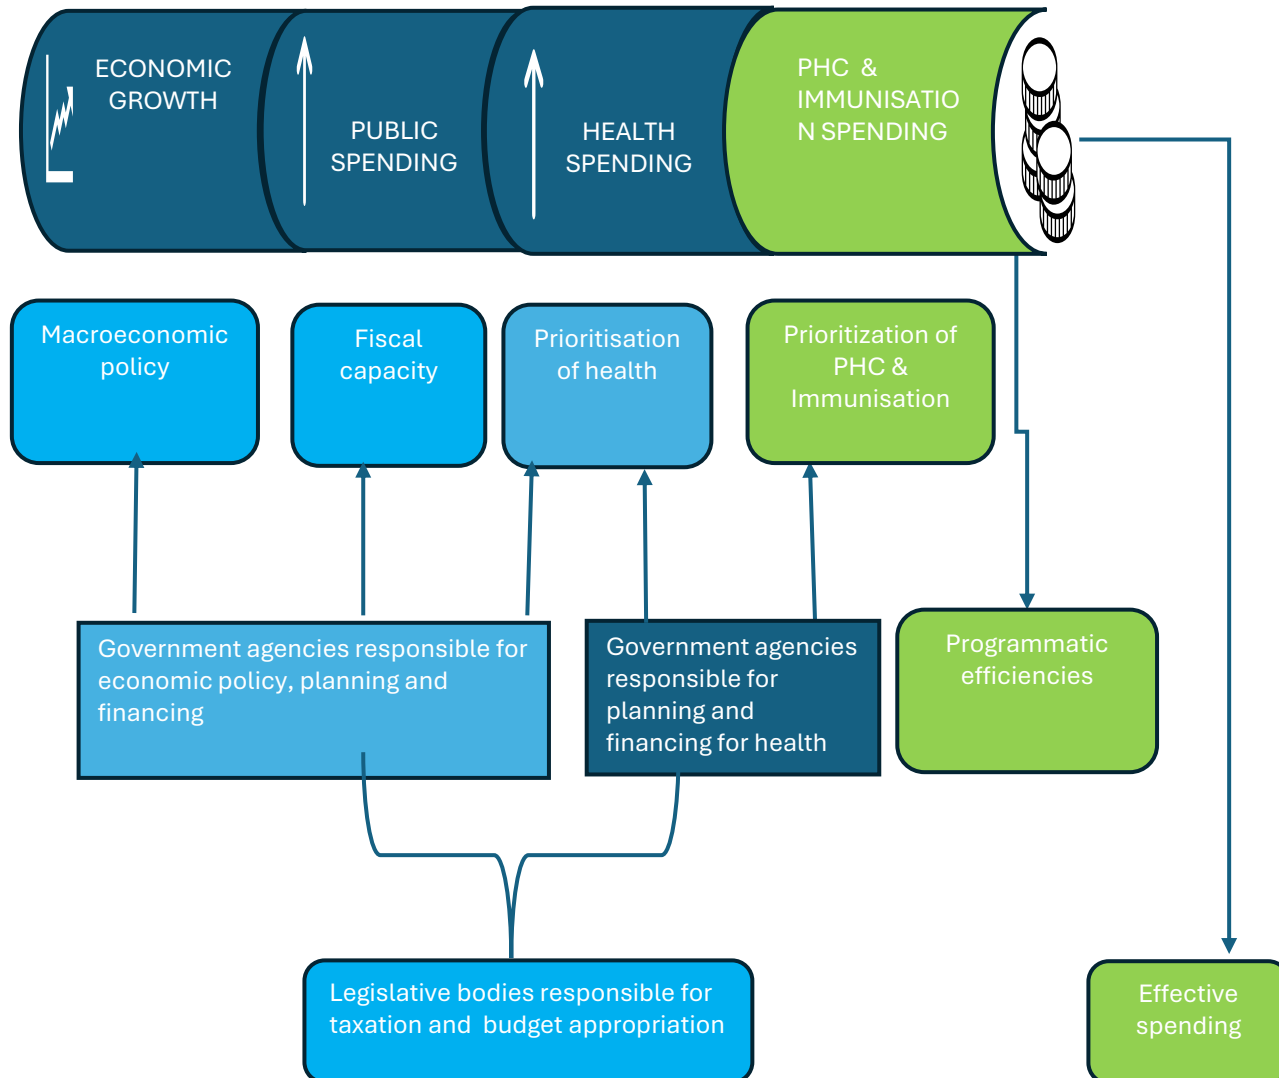 ECONOMIC
GROWTH
PUBLIC
SPENDING
HEALTH
SPENDING
PHC &
IMMUNISATIO
N SPENDING
Macroeconomic
policy
Fiscal
capacity
Prioritisation
of health
Prioritization of
PHC &
Immunisation
Government agencies responsible for
economic policy, planning and
financing
Government agencies
responsible for
planning and
financing for health
Programmatic
efficiencies
Legislative bodies responsible for
taxation and budget appropriation
Effective
spending